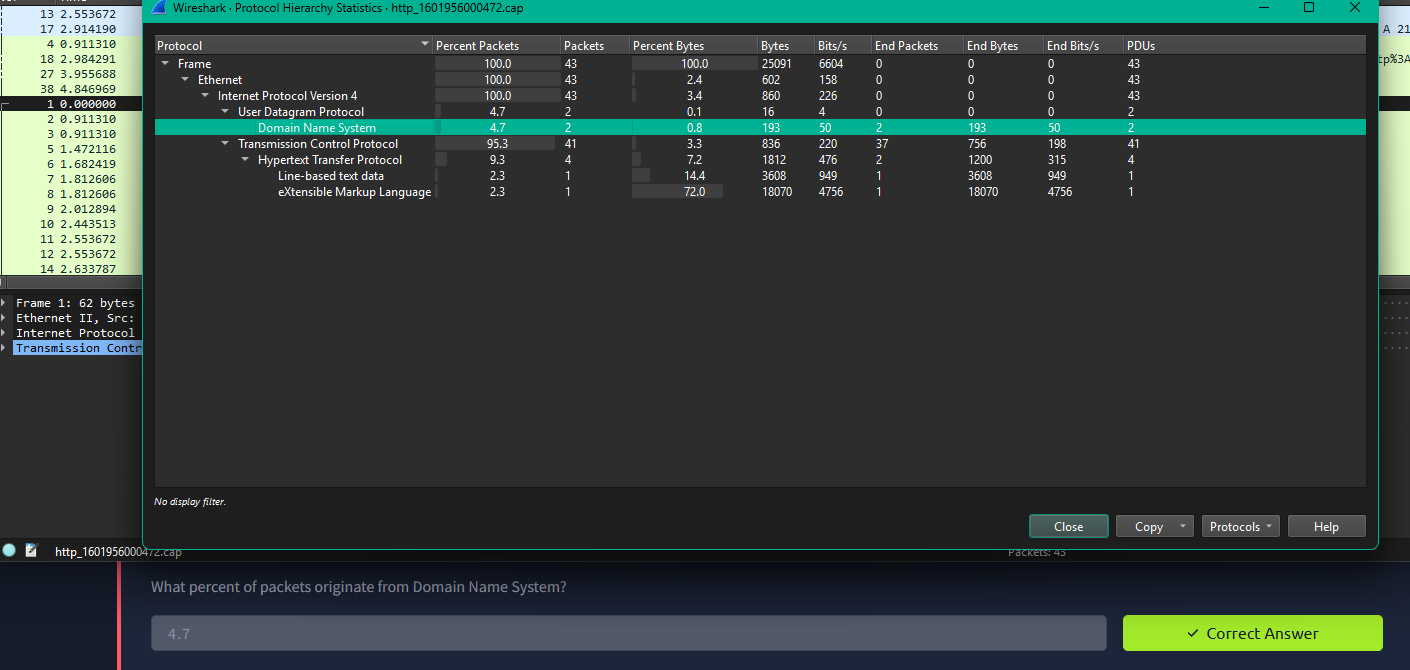 Wireshark · Protocol Hierarchy Statistics · http_1601956000472.cap
13 2.553672
17 2.914190
4 0.911310
18 2.984291
27 3.955688
38 4.846969
1 0.000000
2 0.911310
3 0.911310
5 1.472116
6 1.682419
7 1.812606
8 1.812606
9 2.012894
10 2.443513
11 2.553672
12 2.553672
14 2.633787
A 21
tp%3A
Protocol Percent Packets Packets Percent Bytes Bytes Bits/s End Packets End Bytes End Bits/s PDUs
Frame 100.0 43 100.0 25091 6604 0 0 0 43
Ethernet 100.0 43 2.4 602 158 0 0 0 43
Internet Protocol Version 4 100.0 43 3.4 860 226 0 0 0 43
User Datagram Protocol 4.7 2 0.1 16 4 0 0 0 2
Domain Name System 4.7 2 0.8 193 50 2 193 50 2
Transmission Control Protocol 95.3 41 3.3 836 220 37 756 198 41
Hypertext Transfer Protocol 9.3 4 7.2 1812 476 2 1200 315 4
Line-based text data 2.3 1 14.4 3608 949 1 3608 949 1
eXtensible Markup Language 2.3 1 72.0 18070 4756 1 18070 4756 1
Frame 1: 62 bytes
Ethernet II, Src:
Internet Protocol
Transmission Contr
No display filter.
Close Copy Protocols Help
http_1601956000472.cap Packets: 43
What percent of packets originate from Domain Name System?
4.7 Correct Answer